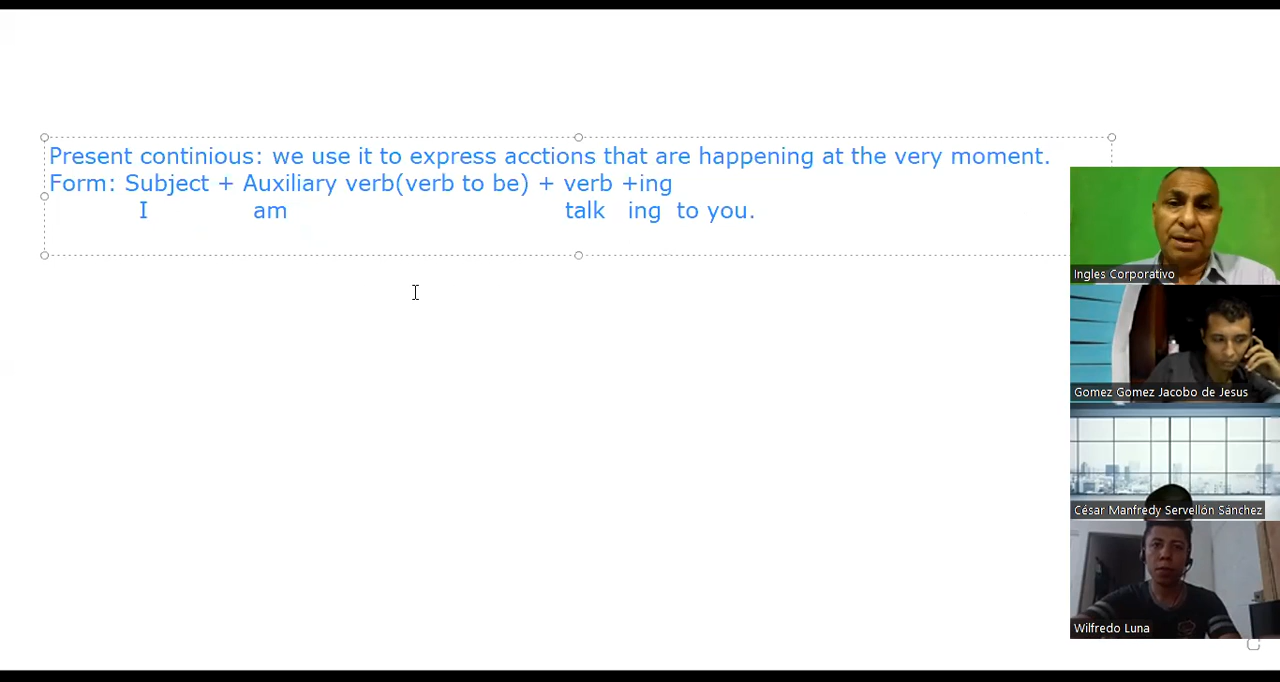 Present continious: we use it to express acctions that are happening at the very moment.
Form: Subject + Auxiliary verb(verb to be) + verb +ing
I am talk ing to you.
Ingles Corporativo
Gomez Gomez Jacobo de Jesus
César Manfredy Servellón Sánchez
Wilfredo Luna